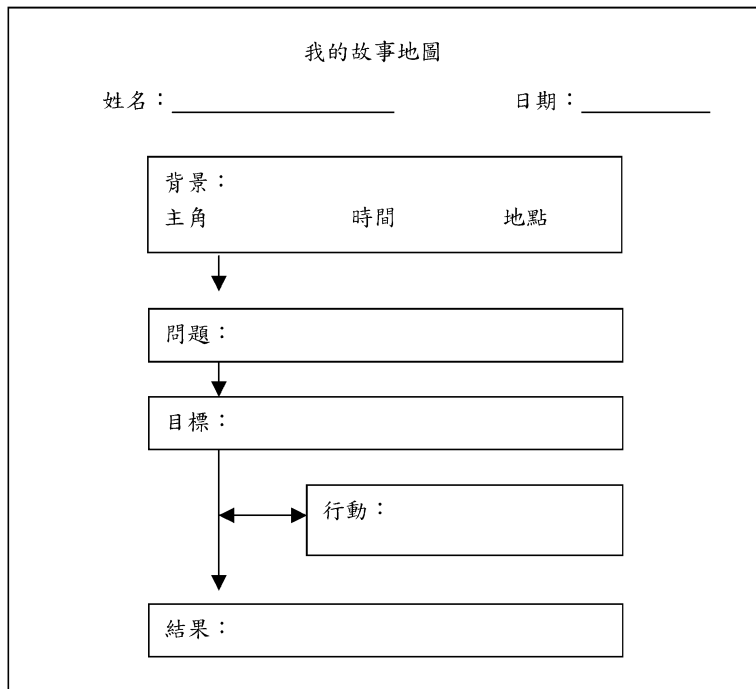 我的故事地圖
姓名： 日期：
背景：
主角 時間 地點
問題：
目標：
行動：
結果：